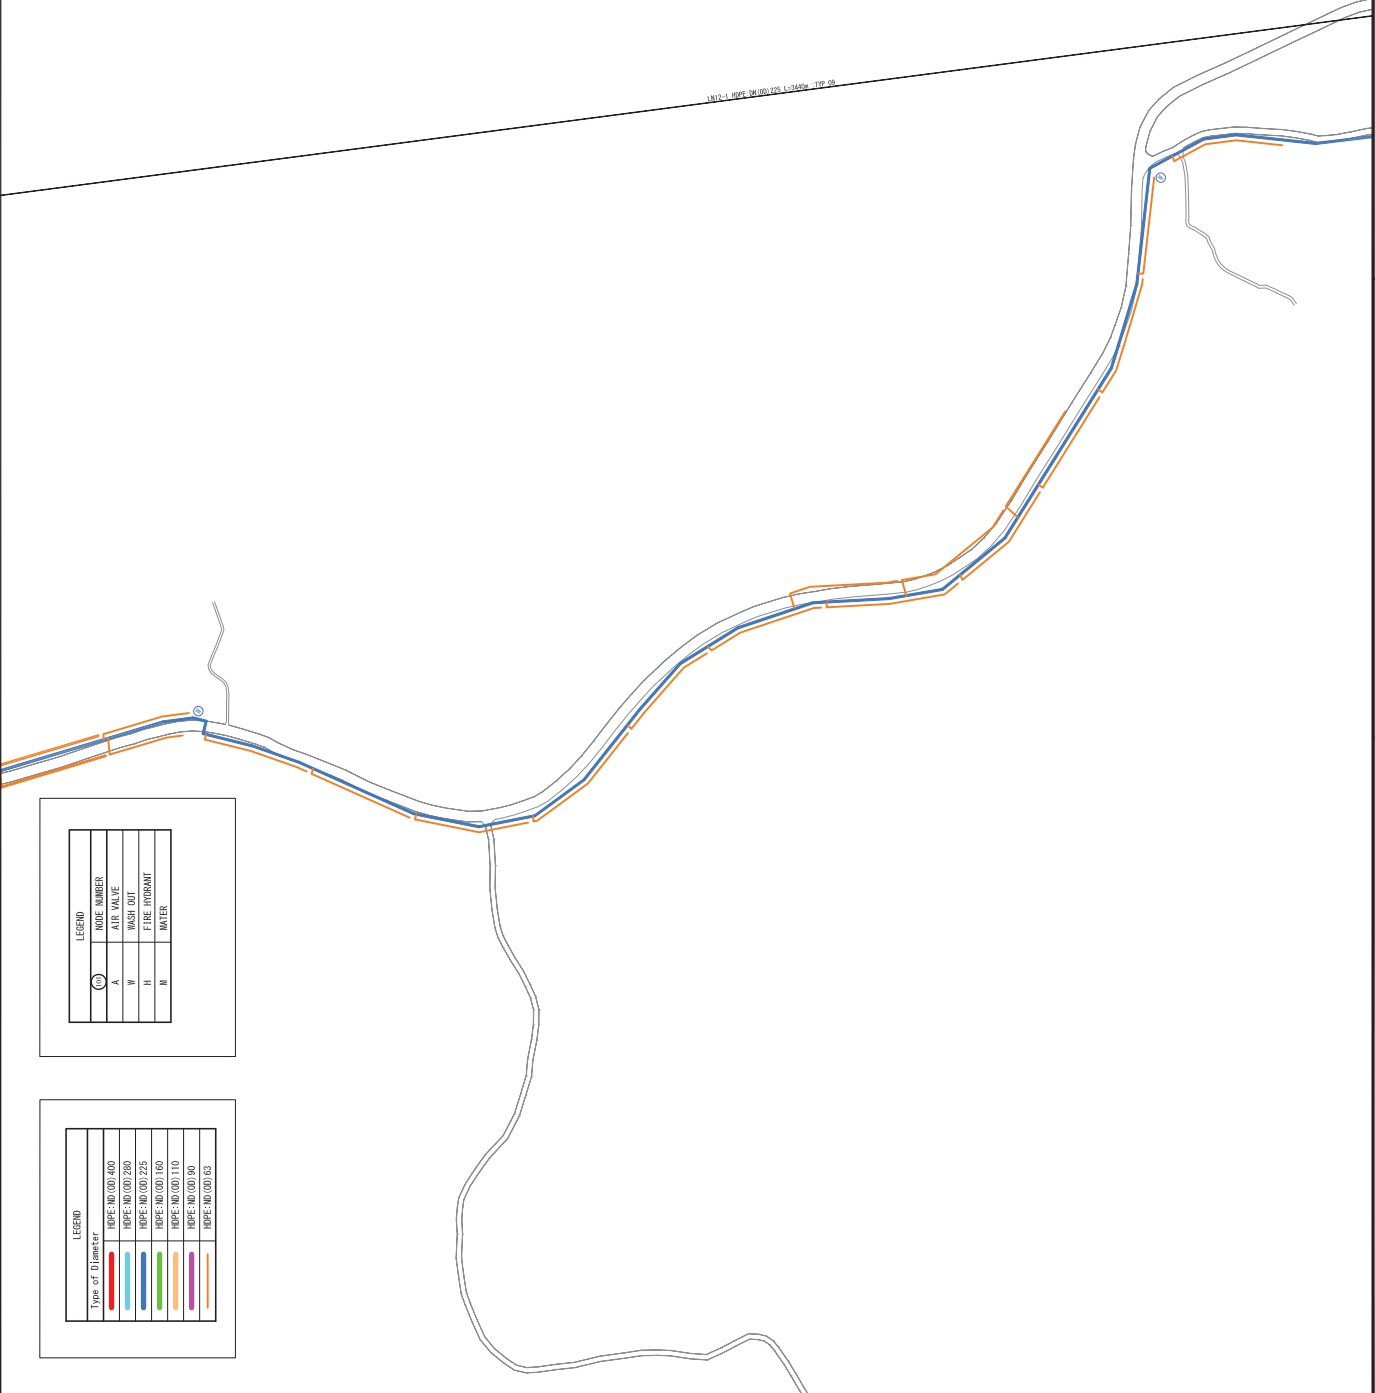 LN12-1 HDPE:DN(OD)225 L=3440m :TYP 09
LEGEND
101 NODE NUMBER
A AIR VALVE
W WASH OUT
H FIRE HYDRANT
M WATER
LEGEND
Type of Diameter
HDPE:ND(OD)400
HDPE:ND(OD)280
HDPE:ND(OD)225
HDPE:ND(OD)160
HDPE:ND(OD)110
HDPE:ND(OD)90
HDPE:ND(OD)63